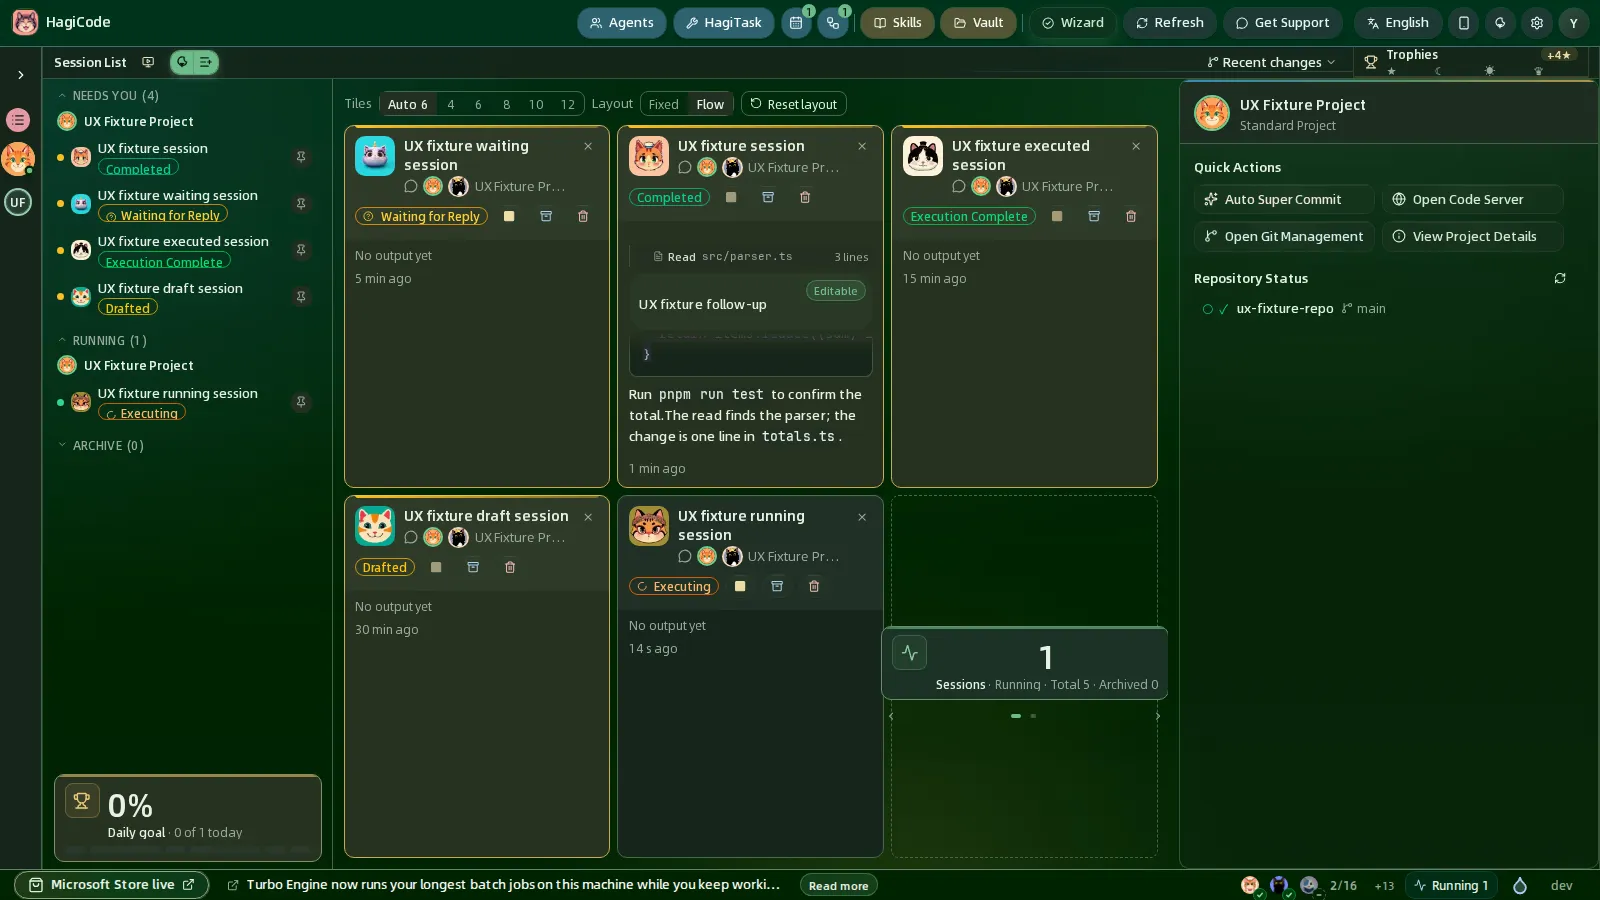 HagiCode
Agents
HagiTask
1
1
Skills
Vault
Wizard
Refresh
Get Support
English
Y
Session List
Recent changes
Trophies
+4★
NEEDS YOU (4)
UX Fixture Project
UX fixture session
Completed
UX fixture waiting session
Waiting for Reply
UX fixture executed session
Execution Complete
UX fixture draft session
Drafted
RUNNING (1)
UX Fixture Project
UX fixture running session
Executing
ARCHIVE (0)
UF
0%
Daily goal · 0 of 1 today
Tiles
Auto 6
4
6
8
10
12
Layout
Fixed
Flow
Reset layout
UX fixture waiting
session
UX Fixture Pr...
Waiting for Reply
No output yet
5 min ago
UX fixture session
UX Fixture Pr...
Completed
Read src/parser.ts 3 lines
Editable
UX fixture follow-up
}
Run pnpm run test to confirm the
total.The read finds the parser; the
change is one line in totals.ts.
1 min ago
UX fixture executed
session
UX Fixture Pr...
Execution Complete
No output yet
15 min ago
UX fixture draft session
UX Fixture Pr...
Drafted
No output yet
30 min ago
UX fixture running
session
UX Fixture Pr...
Executing
No output yet
14 s ago
1
Sessions · Running · Total 5 · Archived 0
UX Fixture Project
Standard Project
Quick Actions
Auto Super Commit
Open Code Server
Open Git Management
View Project Details
Repository Status
ux-fixture-repo
main
Microsoft Store live
Turbo Engine now runs your longest batch jobs on this machine while you keep worki...
Read more
2/16
+13
Running 1
dev